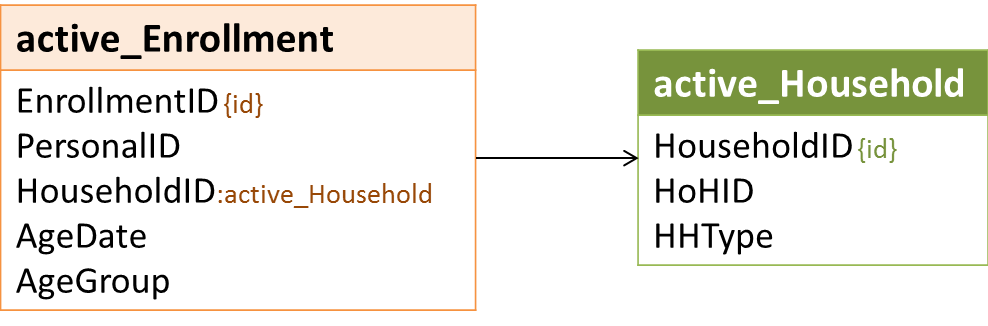 active_Enrollment
EnrollmentID {id}
PersonalID
HouseholdID:active_Household
AgeDate
AgeGroup
active_Household
HouseholdID {id}
HoHID
HHType